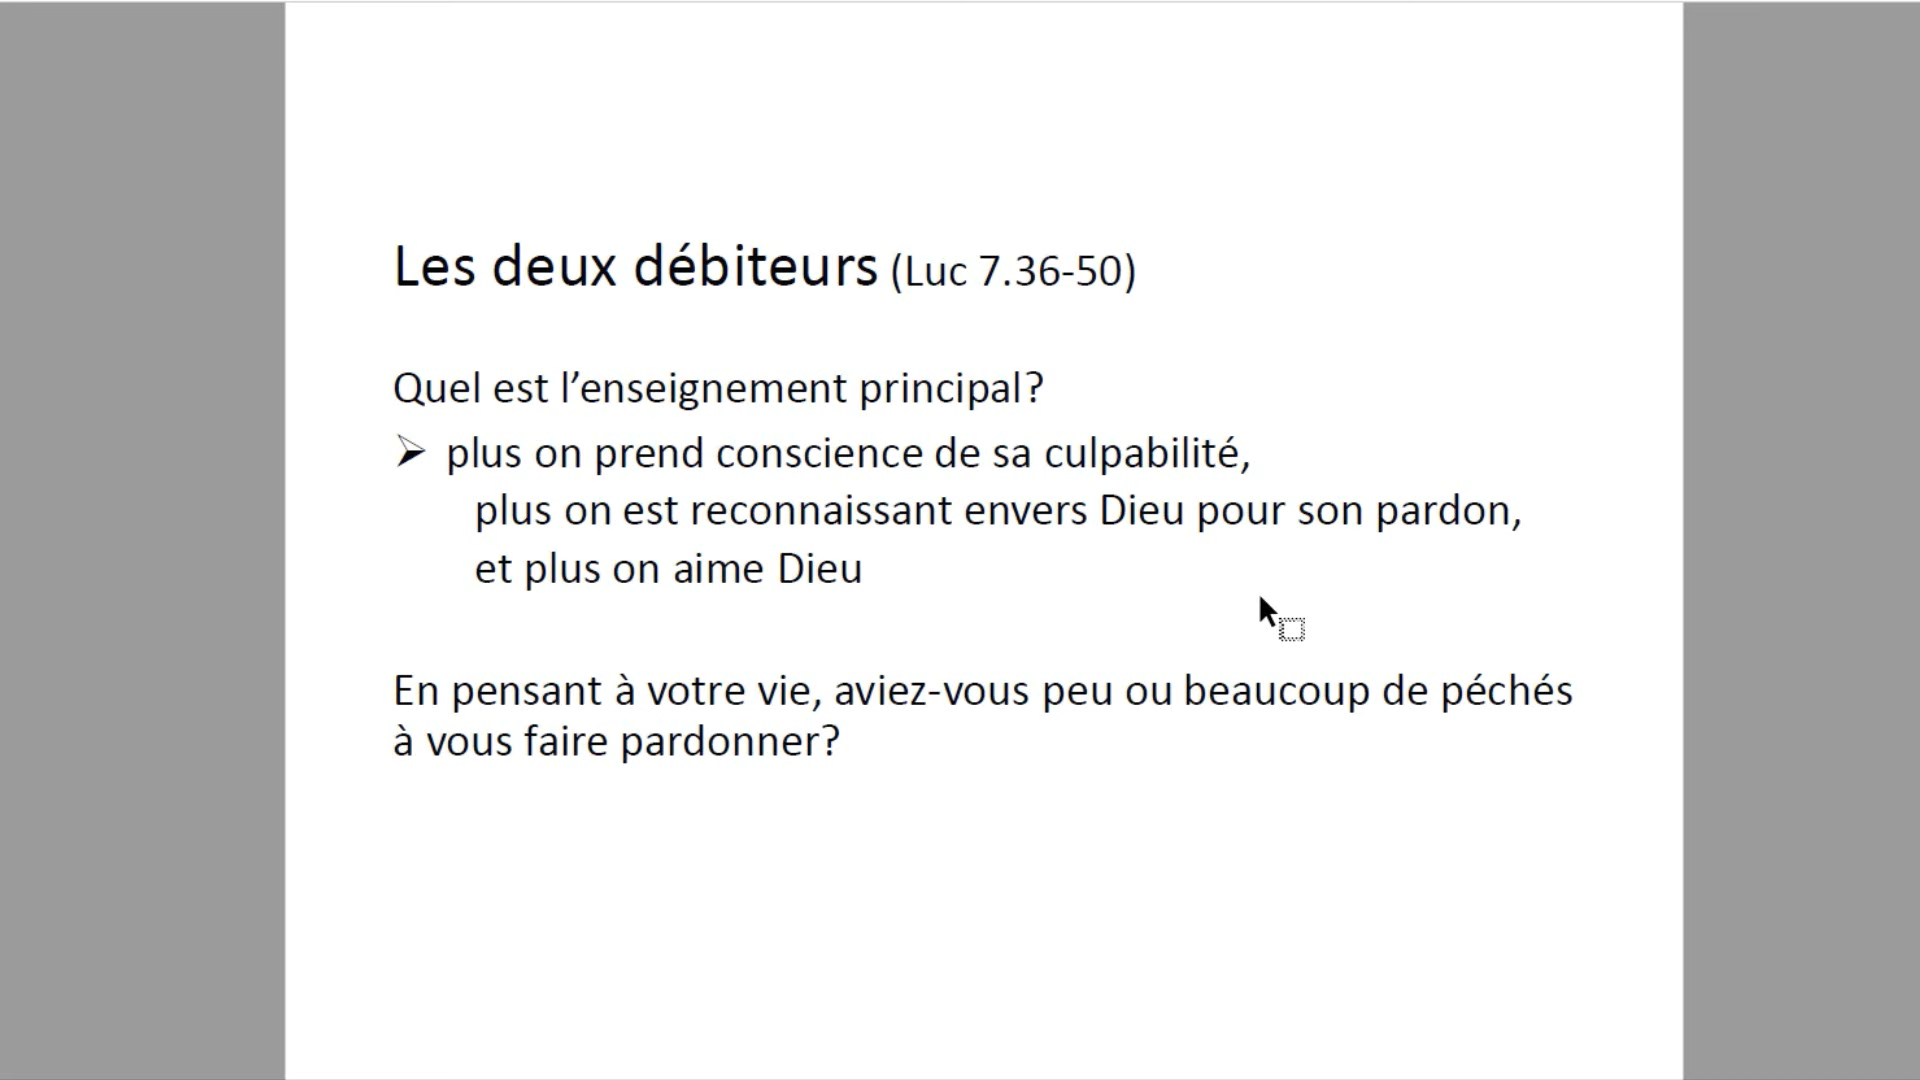 Les deux débiteurs (Luc 7.36-50)
Quel est l’enseignement principal?
➢ plus on prend conscience de sa culpabilité,
plus on est reconnaissant envers Dieu pour son pardon,
et plus on aime Dieu
En pensant à votre vie, aviez-vous peu ou beaucoup de péchés
à vous faire pardonner?